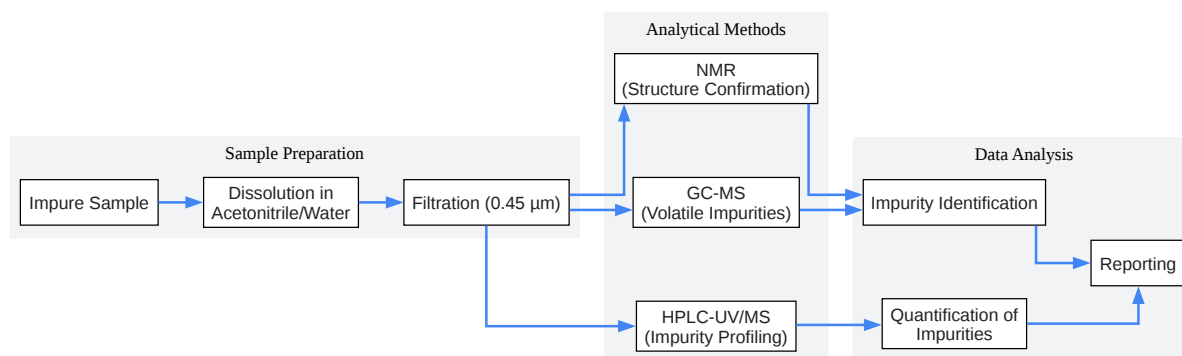 Analytical Methods
NMR
(Structure Confirmation)
Sample Preparation
Data Analysis
Impure Sample
Dissolution in
Acetonitrile/Water
Filtration (0.45 µm)
GC-MS
(Volatile Impurities)
Impurity Identification
Reporting
HPLC-UV/MS
(Impurity Profiling)
Quantification of
Impurities